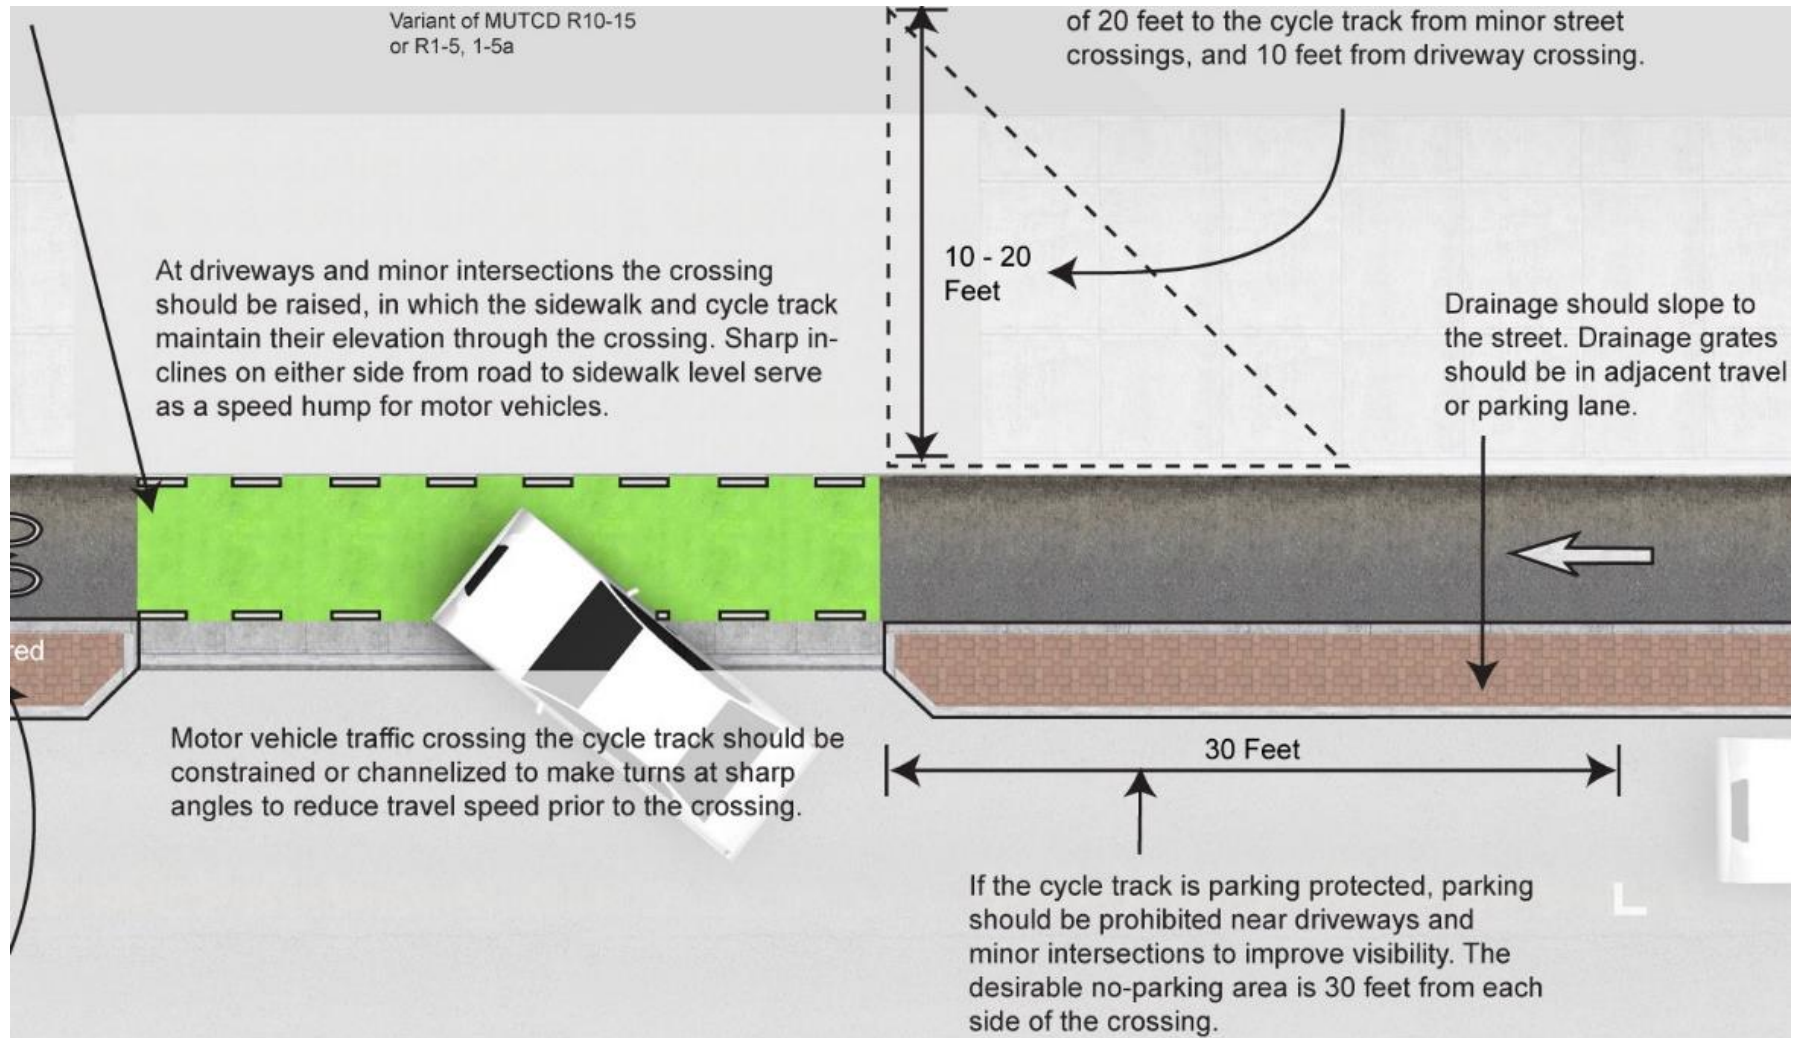 Variant of MUTCD R10-15
or R1-5, 1-5a
of 20 feet to the cycle track from minor street
crossings, and 10 feet from driveway crossing.
At driveways and minor intersections the crossing
should be raised, in which the sidewalk and cycle track
maintain their elevation through the crossing. Sharp in-
clines on either side from road to sidewalk level serve
as a speed hump for motor vehicles.
10 - 20
Feet
Drainage should slope to
the street. Drainage grates
should be in adjacent travel
or parking lane.
red
Motor vehicle traffic crossing the cycle track should be
constrained or channelized to make turns at sharp
angles to reduce travel speed prior to the crossing.
30 Feet
If the cycle track is parking protected, parking
should be prohibited near driveways and
minor intersections to improve visibility. The
desirable no-parking area is 30 feet from each
side of the crossing.